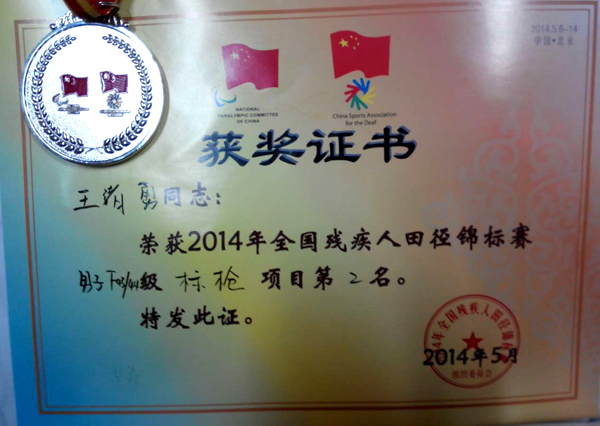 2014.5.8-14
NATIONAL
PARALYMPIC COMMITTEE
OF CHINA
China Sports Association
for the Deaf
获奖证书
王 勇同志：
荣获2014年全国残疾人田径锦标赛
男子F43/44级 标枪 项目第2名。
特发此证。
2014年5月